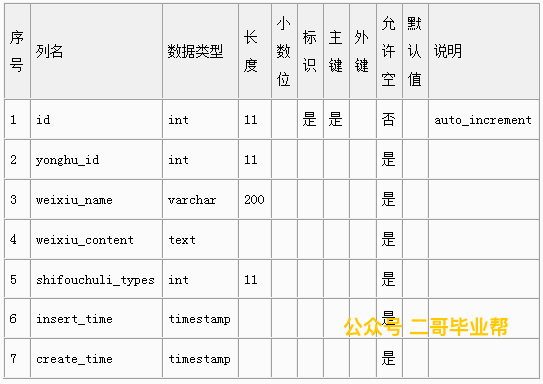 序号 列名 数据类型 长度 小数位 标识 主键 外键 允许空 默认值 说明
1 id int 11 是 是 否 auto_increment
2 yonghu_id int 11 是
3 weixiu_name varchar 200 是
4 weixiu_content text 是
5 shifouchuli_types int 11 是
6 insert_time timestamp 是
公众号 二哥毕业帮
7 create_time timestamp 是